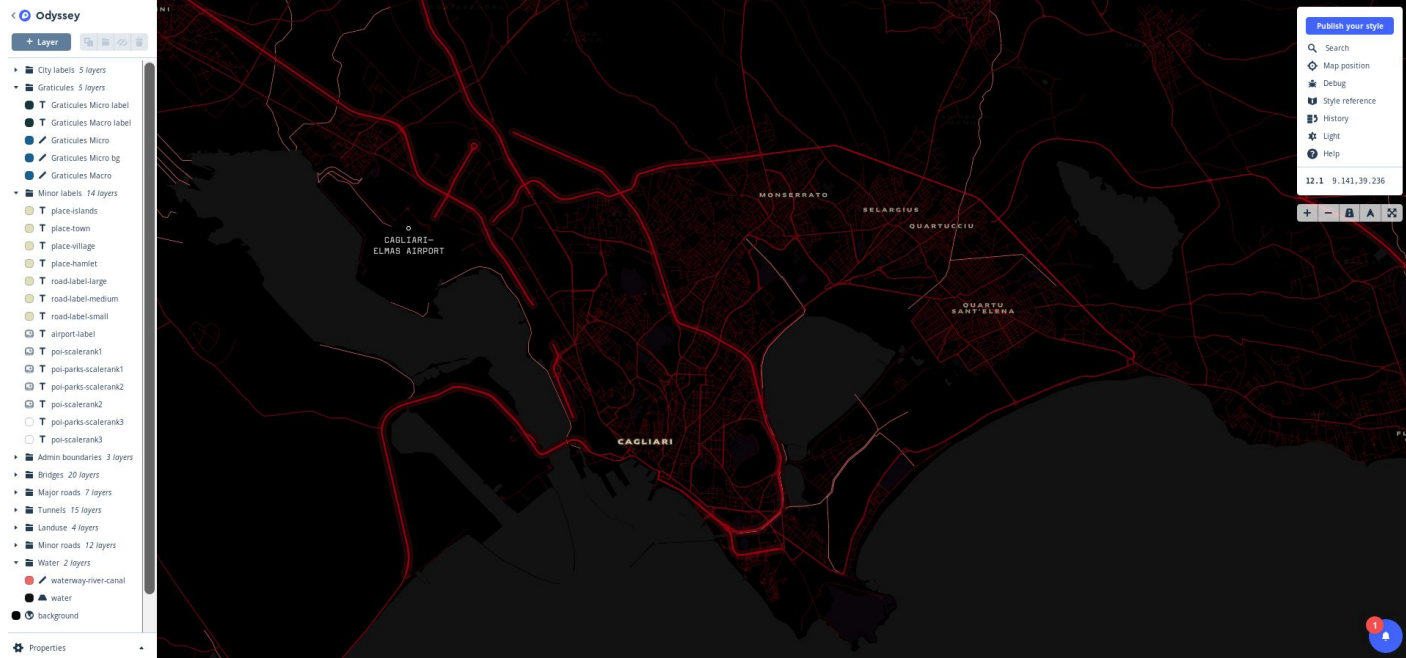 Odyssey
+ Layer
City labels 5 layers
Graticules 5 layers
T Graticules Micro label
T Graticules Macro label
Graticules Micro
Graticules Micro bg
Graticules Macro
Minor labels 14 layers
T place-islands
T place-town
T place-village
T place-hamlet
T road-label-large
T road-label-medium
T road-label-small
T airport-label
T poi-scalerank1
T poi-parks-scalerank1
T poi-parks-scalerank2
T poi-scalerank2
T poi-parks-scalerank3
T poi-scalerank3
Admin boundaries 3 layers
Bridges 20 layers
Major roads 7 layers
Tunnels 15 layers
Landuse 4 layers
Minor roads 12 layers
Water 2 layers
waterway-river-canal
water
background
Properties
CAGLIARI—
ELMAS AIRPORT
MONSERRATO
SELARGIUS
QUARTUCCIU
QUARTU
SANT'ELENA
CAGLIARI
Publish your style
Search
Map position
Debug
Style reference
History
Light
Help
12.1 9.141,39.236
1